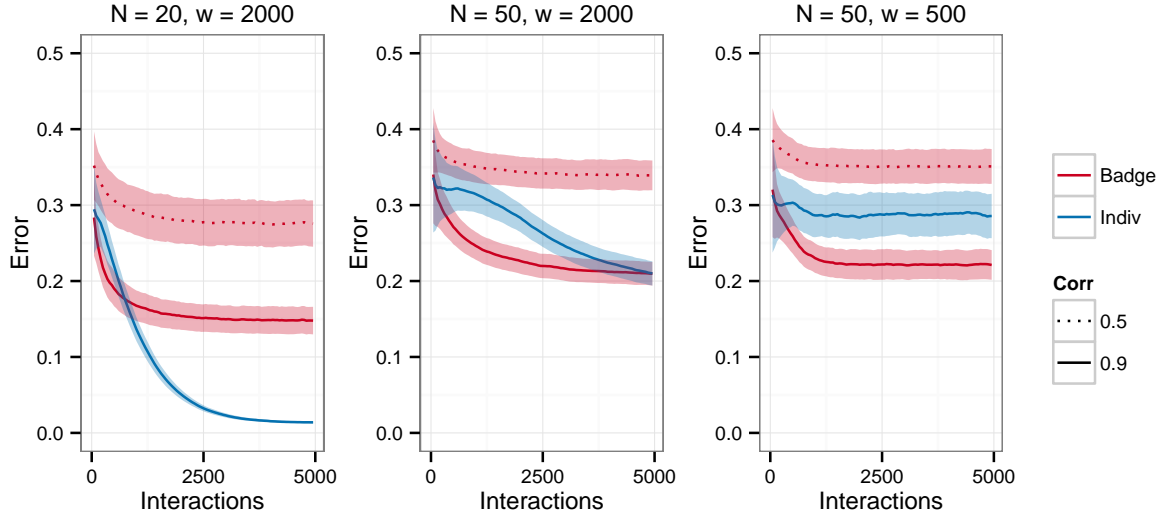 N = 20, w = 2000
N = 50, w = 2000
N = 50, w = 500
Error
0.5
0.4
0.3
0.2
0.1
0.0
0
2500
5000
Interactions
Error
0.5
0.4
0.3
0.2
0.1
0.0
0
2500
5000
Interactions
Error
0.5
0.4
0.3
0.2
0.1
0.0
0
2500
5000
Interactions
Badge
Indiv
Corr
0.5
0.9